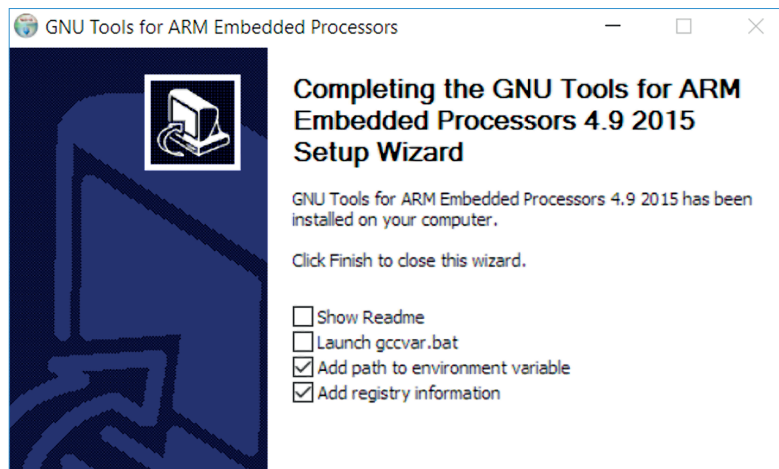 GNU Tools for ARM Embedded Processors
Completing the GNU Tools for ARM
Embedded Processors 4.9 2015
Setup Wizard
GNU Tools for ARM Embedded Processors 4.9 2015 has been
installed on your computer.
Click Finish to close this wizard.
Show Readme
Launch gccvar.bat
Add path to environment variable
Add registry information